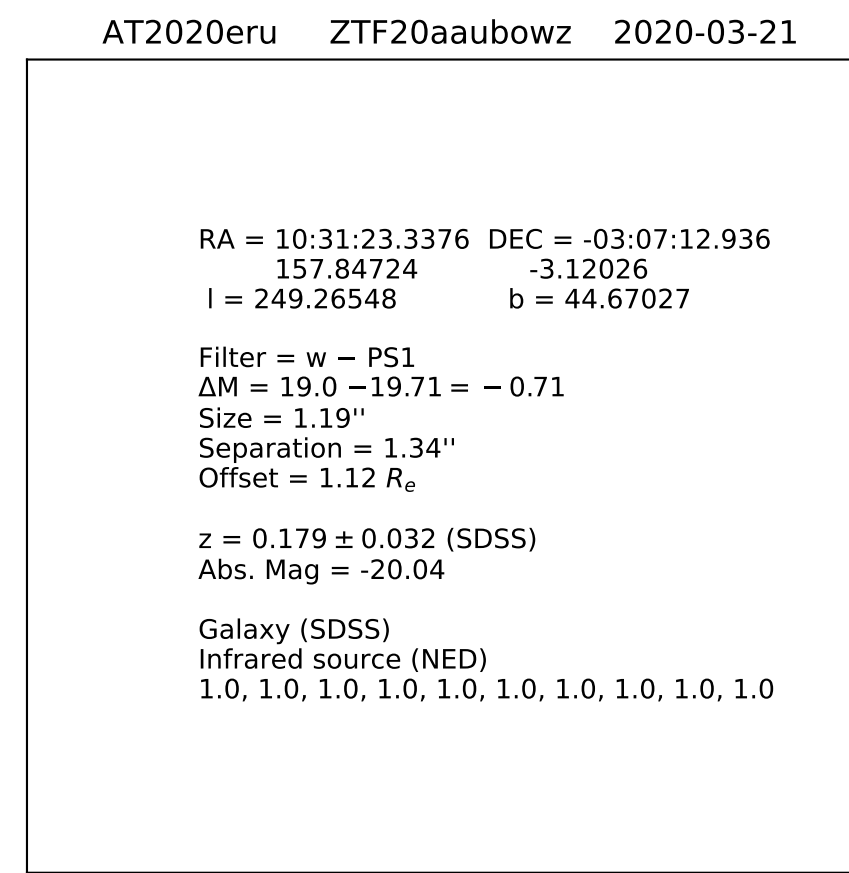 AT2020eru ZTF20aaubowz 2020-03-21
RA = 10:31:23.3376 DEC = -03:07:12.936
157.84724 -3.12026
l = 249.26548 b = 44.67027
Filter = w − PS1
ΔM = 19.0 −19.71 = − 0.71
Size = 1.19''
Separation = 1.34''
Offset = 1.12 Re
z = 0.179 ± 0.032 (SDSS)
Abs. Mag = -20.04
Galaxy (SDSS)
Infrared source (NED)
1.0, 1.0, 1.0, 1.0, 1.0, 1.0, 1.0, 1.0, 1.0, 1.0